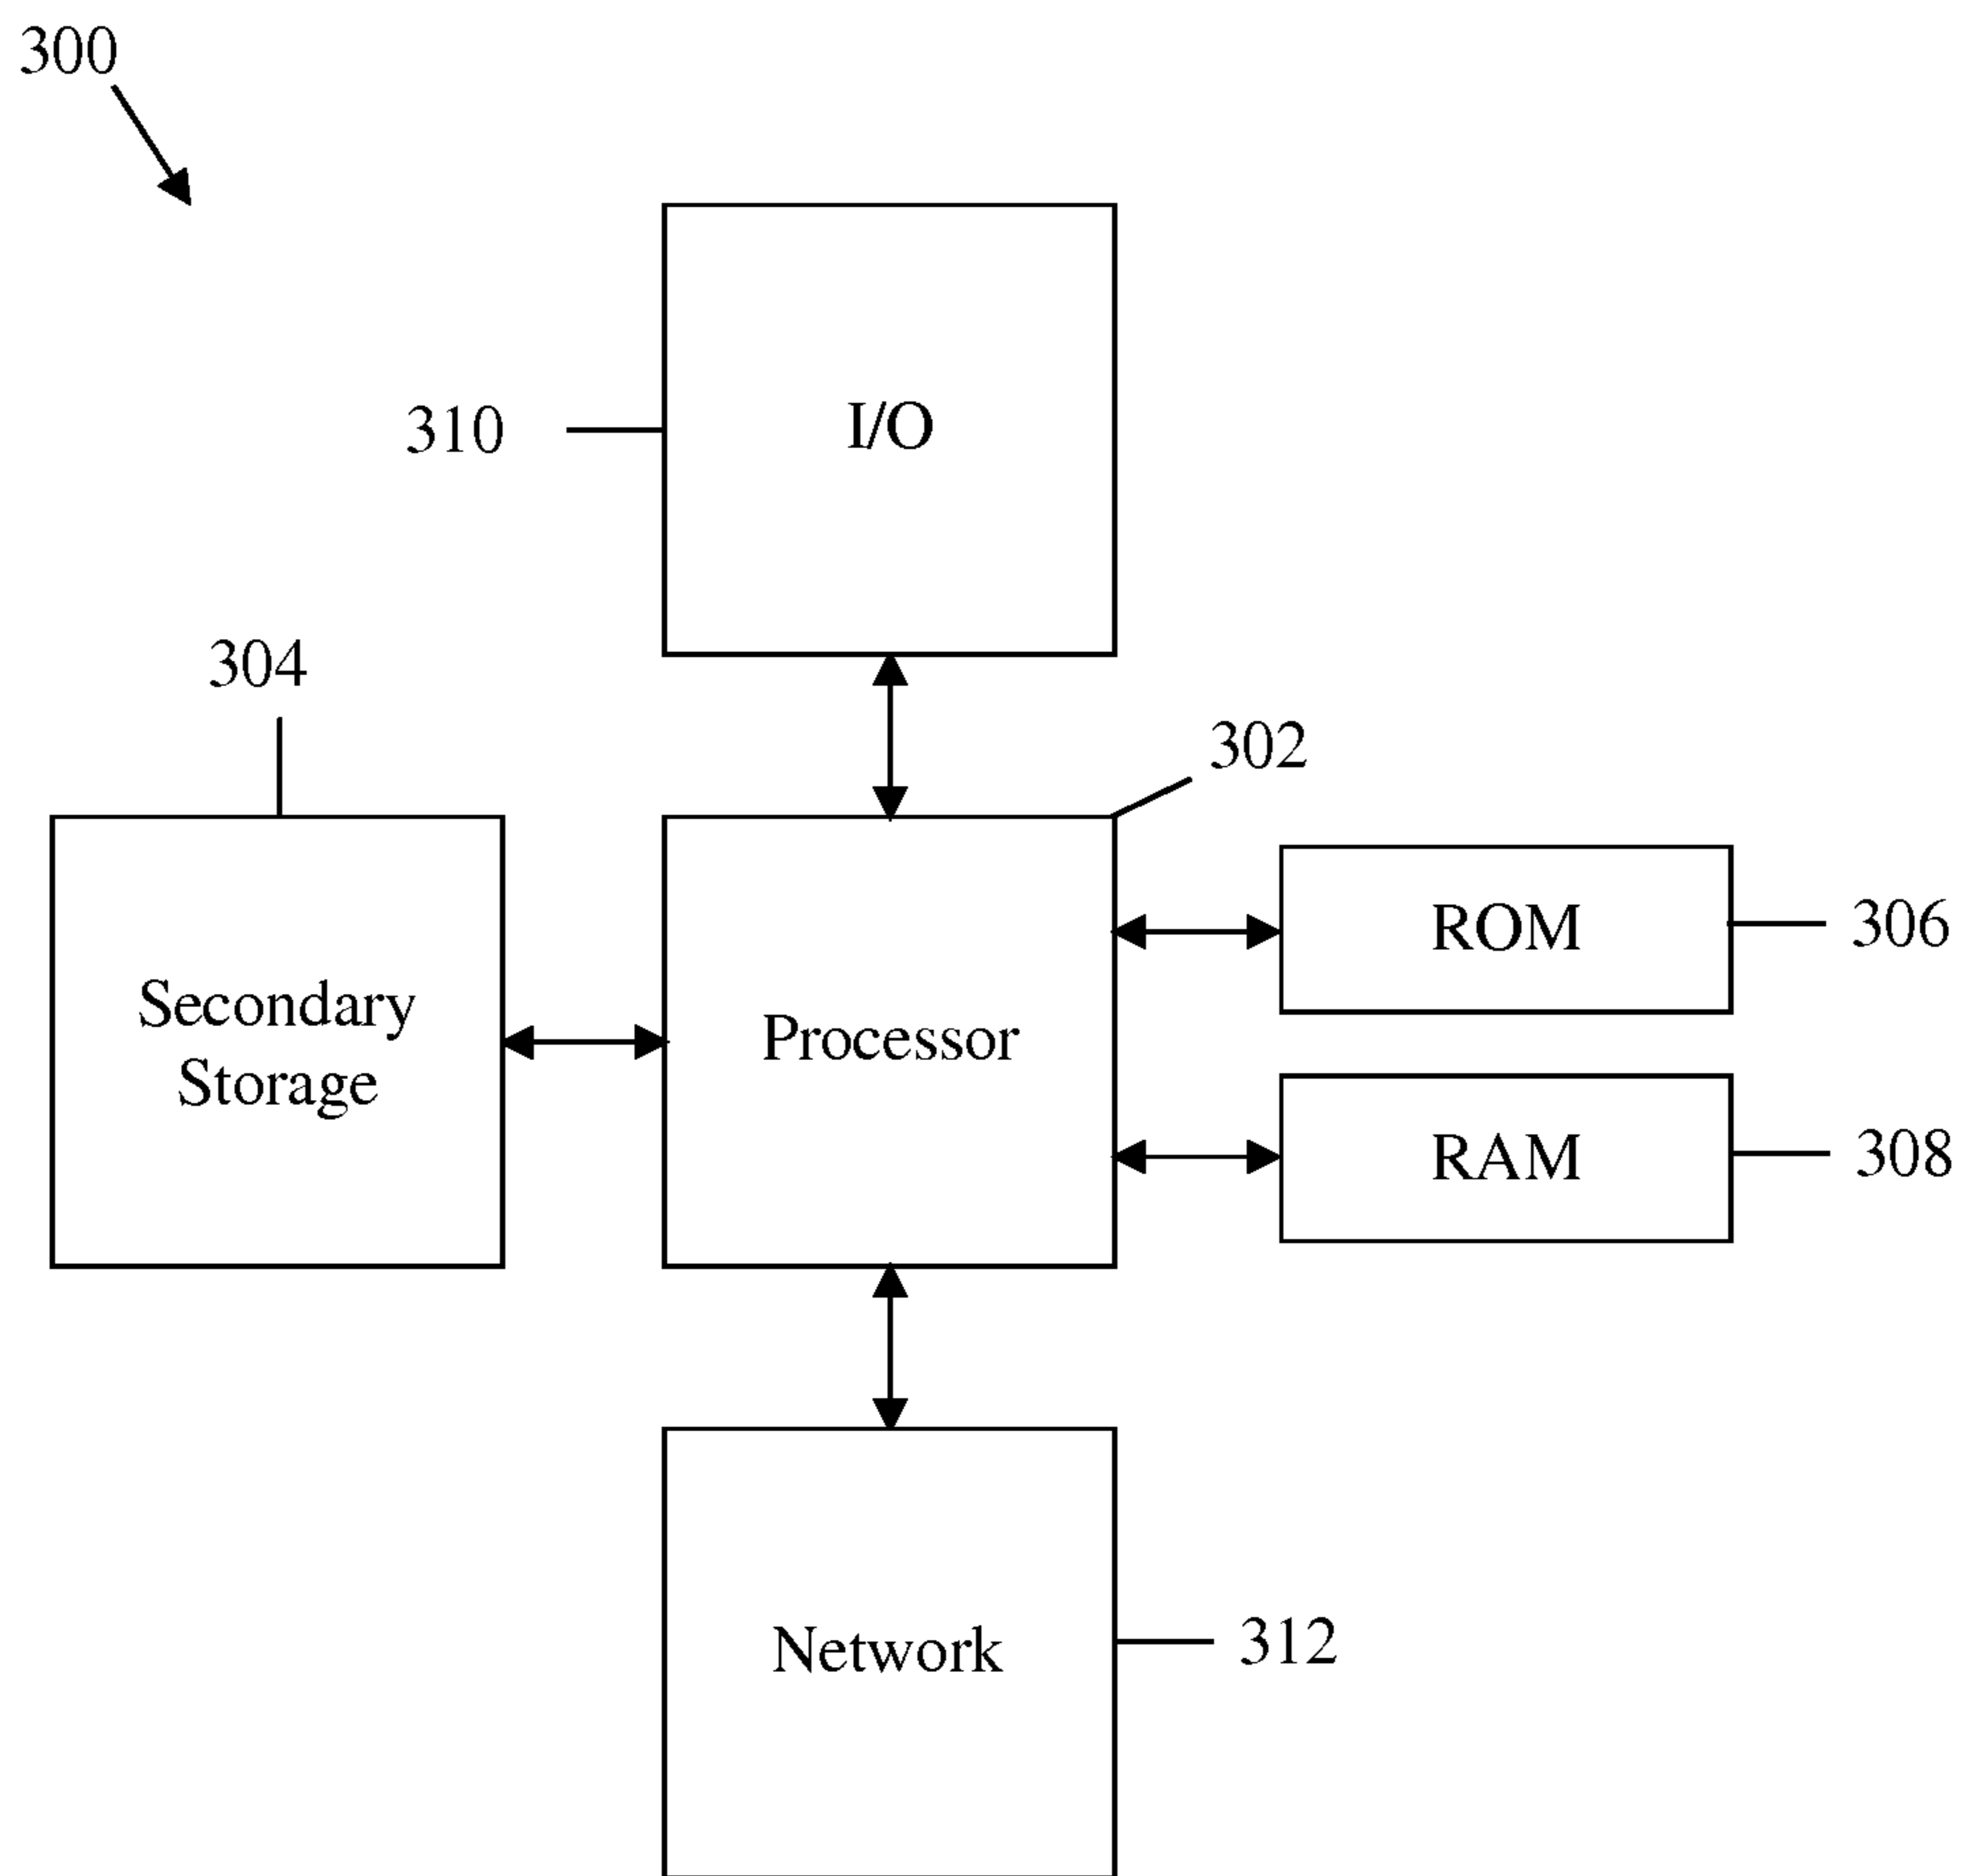 300
I/O
310
304
302
Secondary
Storage
Processor
ROM
306
RAM
308
Network
312